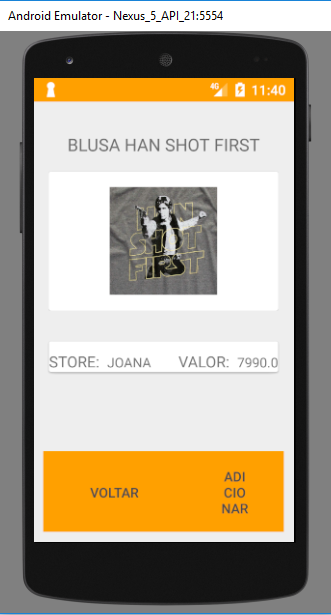 Android Emulator - Nexus_5_API_21:5554
4G 11:40
BLUSA HAN SHOT FIRST
HAN
SHOT
FIRST
STORE: JOANA VALOR: 7990.0
VOLTAR
ADI
CIO
NAR